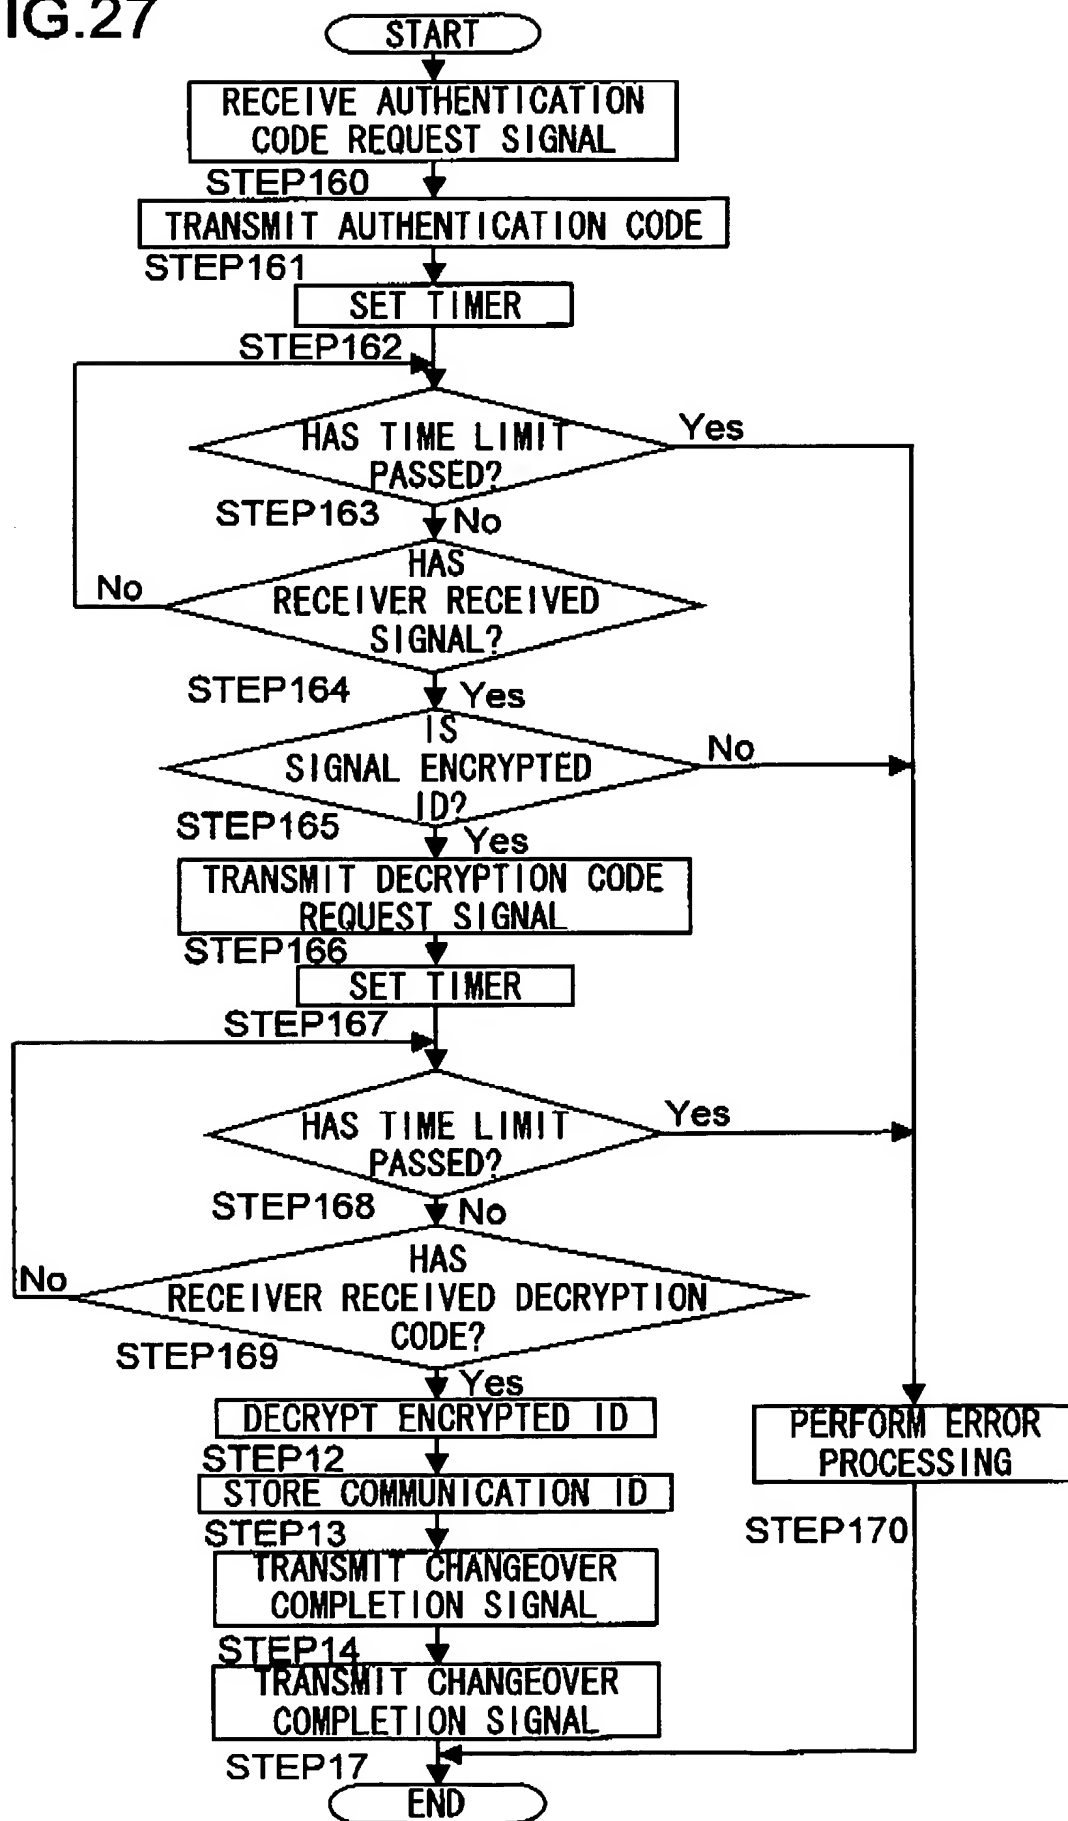 IG.27
START
RECEIVE AUTHENTICATION
CODE REQUEST SIGNAL
STEP160
TRANSMIT AUTHENTICATION CODE
STEP161
SET TIMER
STEP162
HAS TIME LIMIT
PASSED?
Yes
STEP163
No
HAS
RECEIVER RECEIVED
SIGNAL?
No
STEP164
Yes
IS
SIGNAL ENCRYPTED
ID?
No
STEP165
Yes
TRANSMIT DECRYPTION CODE
REQUEST SIGNAL
STEP166
SET TIMER
STEP167
HAS TIME LIMIT
PASSED?
Yes
STEP168
No
HAS
RECEIVER RECEIVED DECRYPTION
CODE?
No
STEP169
Yes
DECRYPT ENCRYPTED ID
STEP12
STORE COMMUNICATION ID
STEP13
TRANSMIT CHANGEOVER
COMPLETION SIGNAL
STEP14
TRANSMIT CHANGEOVER
COMPLETION SIGNAL
STEP17
PERFORM ERROR
PROCESSING
STEP170
END